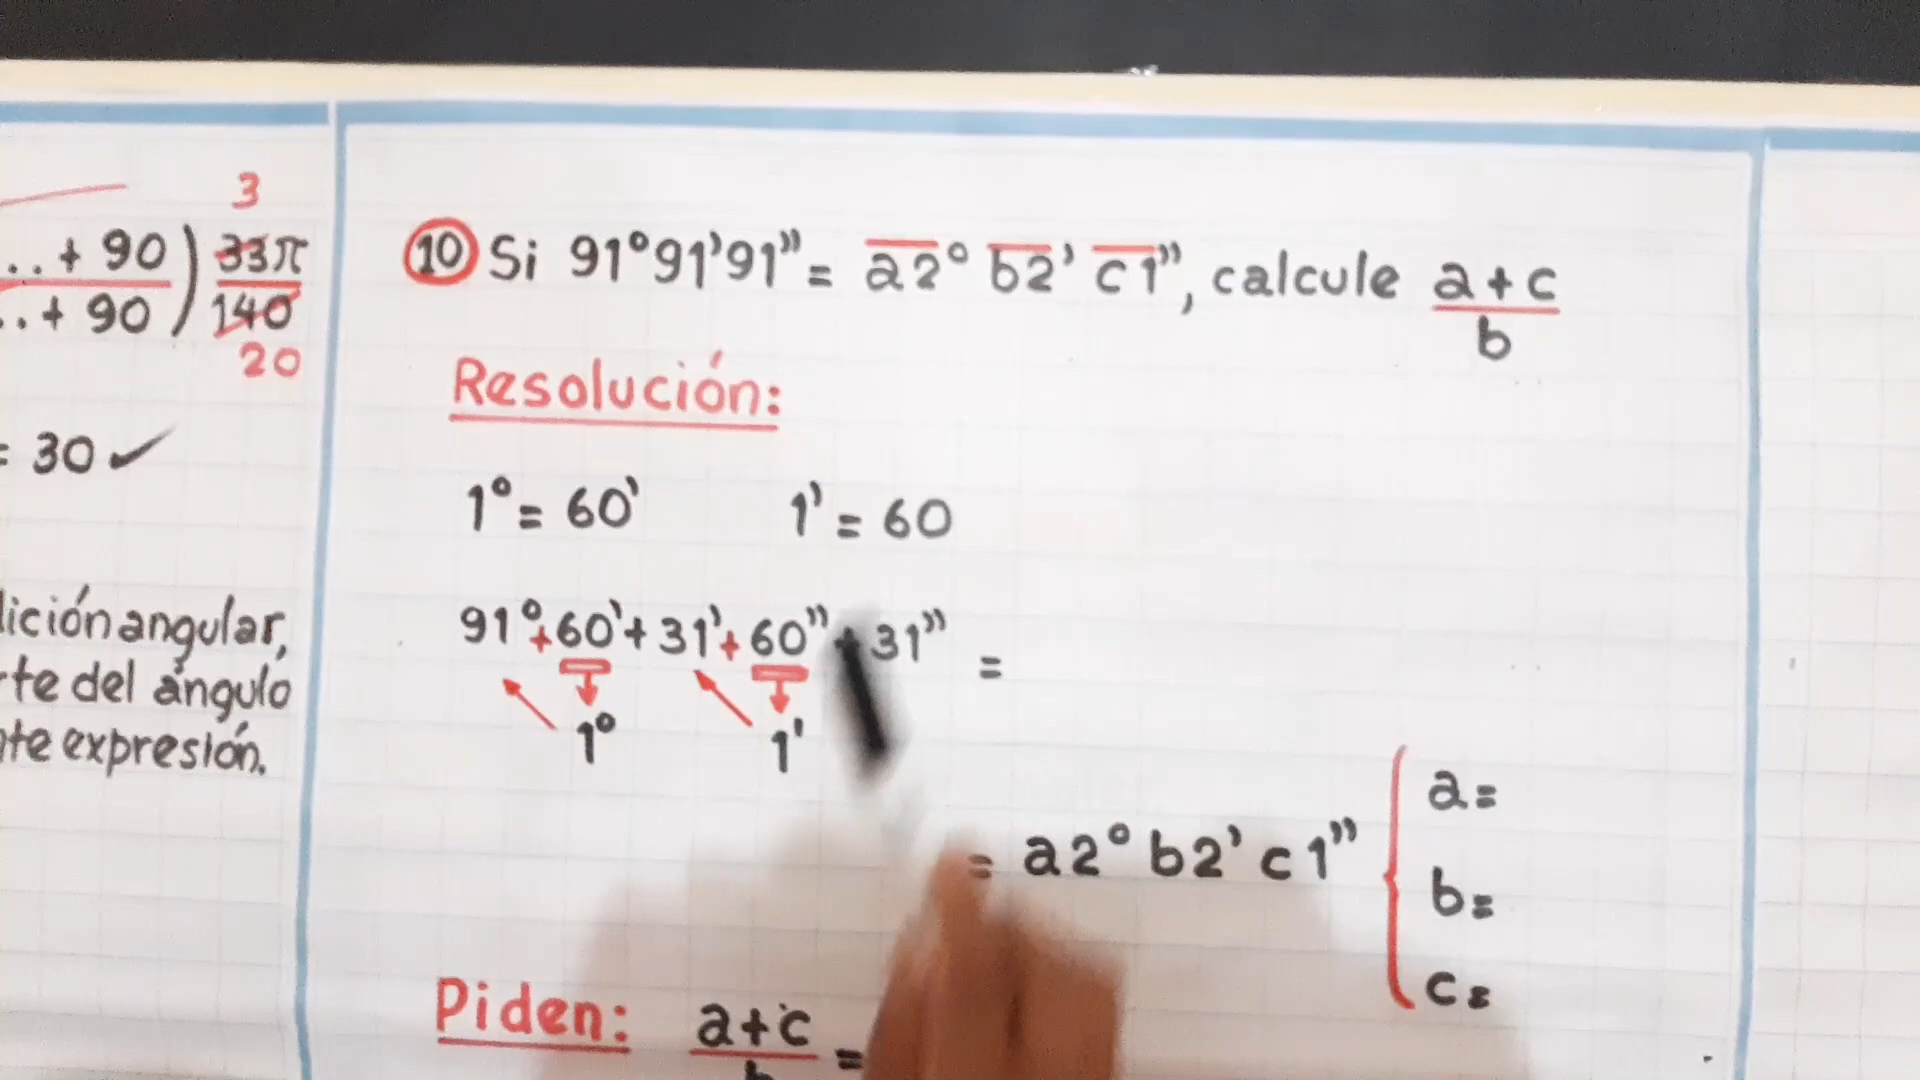 3
..+ 90) 33π
..+ 90 140
20
= 30 ✓
ición angular,
te del ángulo
te expresión.
10 Si 91°91'91" = a2° b2' c1", calcule a+c
b
Resolución:
1° = 60' 1' = 60
91°+60'+31'+60"+31" =
1° 1'
= a2° b2' c1"
a=
b=
c=
Piden: a+c =
b